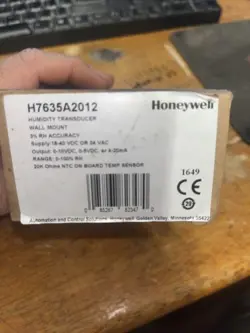 H7635A2012
Honeywell
HUMIDITY TRANSDUCER
WALL MOUNT
3% RH ACCURACY
Supply: 18-40 VDC OR 24 VAC
Output: 0-10VDC, 0-5VDC, or 4-20mA
RANGE: 0-100% RH
20K Ohms NTC ON BOARD TEMP SENSOR
1649
Automation and Control Solutions, Honeywell, Golden Valley, Minnesota 55422